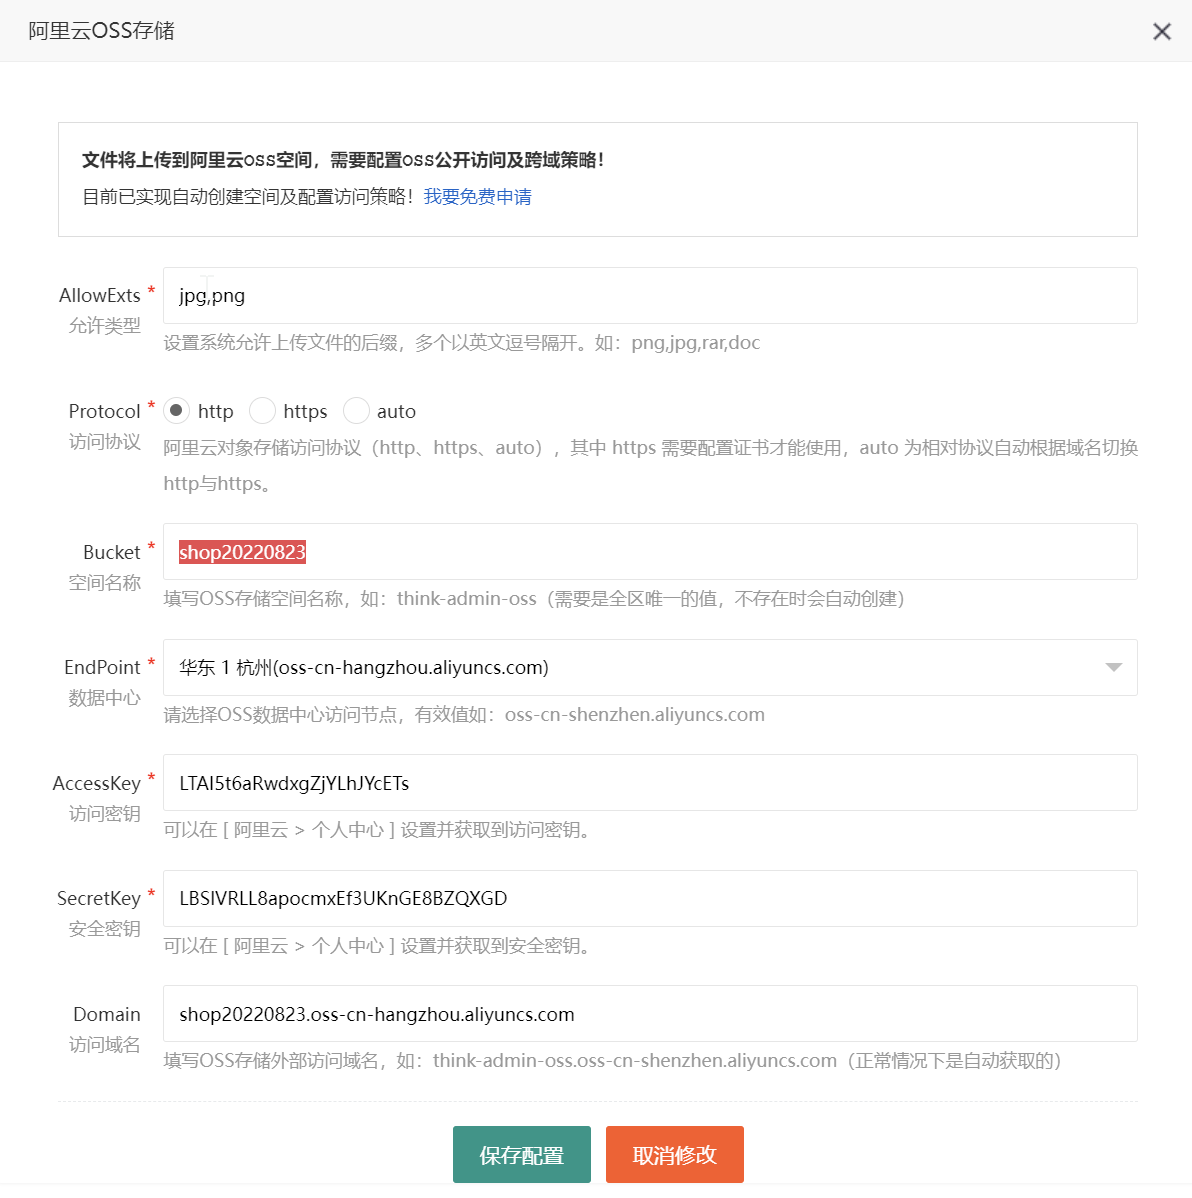 阿里云OSS存储
文件将上传到阿里云OSS空间，需要配置OSS公开访问及跨域策略！
目前已实现自动创建空间及配置访问策略！我要免费申请
AllowExts *
允许类型
jpg,png
设置系统允许上传文件的后缀，多个以英文逗号隔开。如：png,jpg,rar,doc
Protocol *
访问协议
http https auto
阿里云对象存储访问协议（http、https、auto），其中 https 需要配置证书才能使用，auto 为相对协议自动根据域名切换
http与https。
Bucket *
空间名称
shop20220823
填写OSS存储空间名称，如：think-admin-oss（需要是全区唯一的值，不存在时会自动创建）
EndPoint *
数据中心
华东 1 杭州(oss-cn-hangzhou.aliyuncs.com)
请选择OSS数据中心访问节点，有效值如：oss-cn-shenzhen.aliyuncs.com
AccessKey *
访问密钥
LTAI5t6aRwdxgZjYLhJYcETs
可以在 [ 阿里云 > 个人中心 ] 设置并获取到访问密钥。
SecretKey *
安全密钥
LBSIVRLL8apocmxEf3UKnGE8BZQXGD
可以在 [ 阿里云 > 个人中心 ] 设置并获取到安全密钥。
Domain
访问域名
shop20220823.oss-cn-hangzhou.aliyuncs.com
填写OSS存储外部访问域名，如：think-admin-oss.oss-cn-shenzhen.aliyuncs.com（正常情况下是自动获取的）
保存配置 取消修改